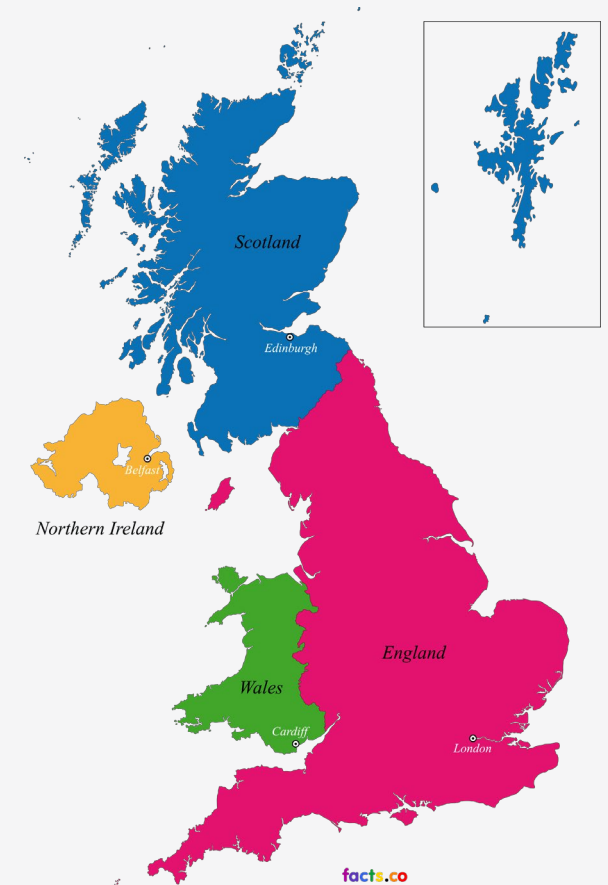 Scotland
Edinburgh
Belfast
Northern Ireland
England
Wales
Cardiff
London
facts.co